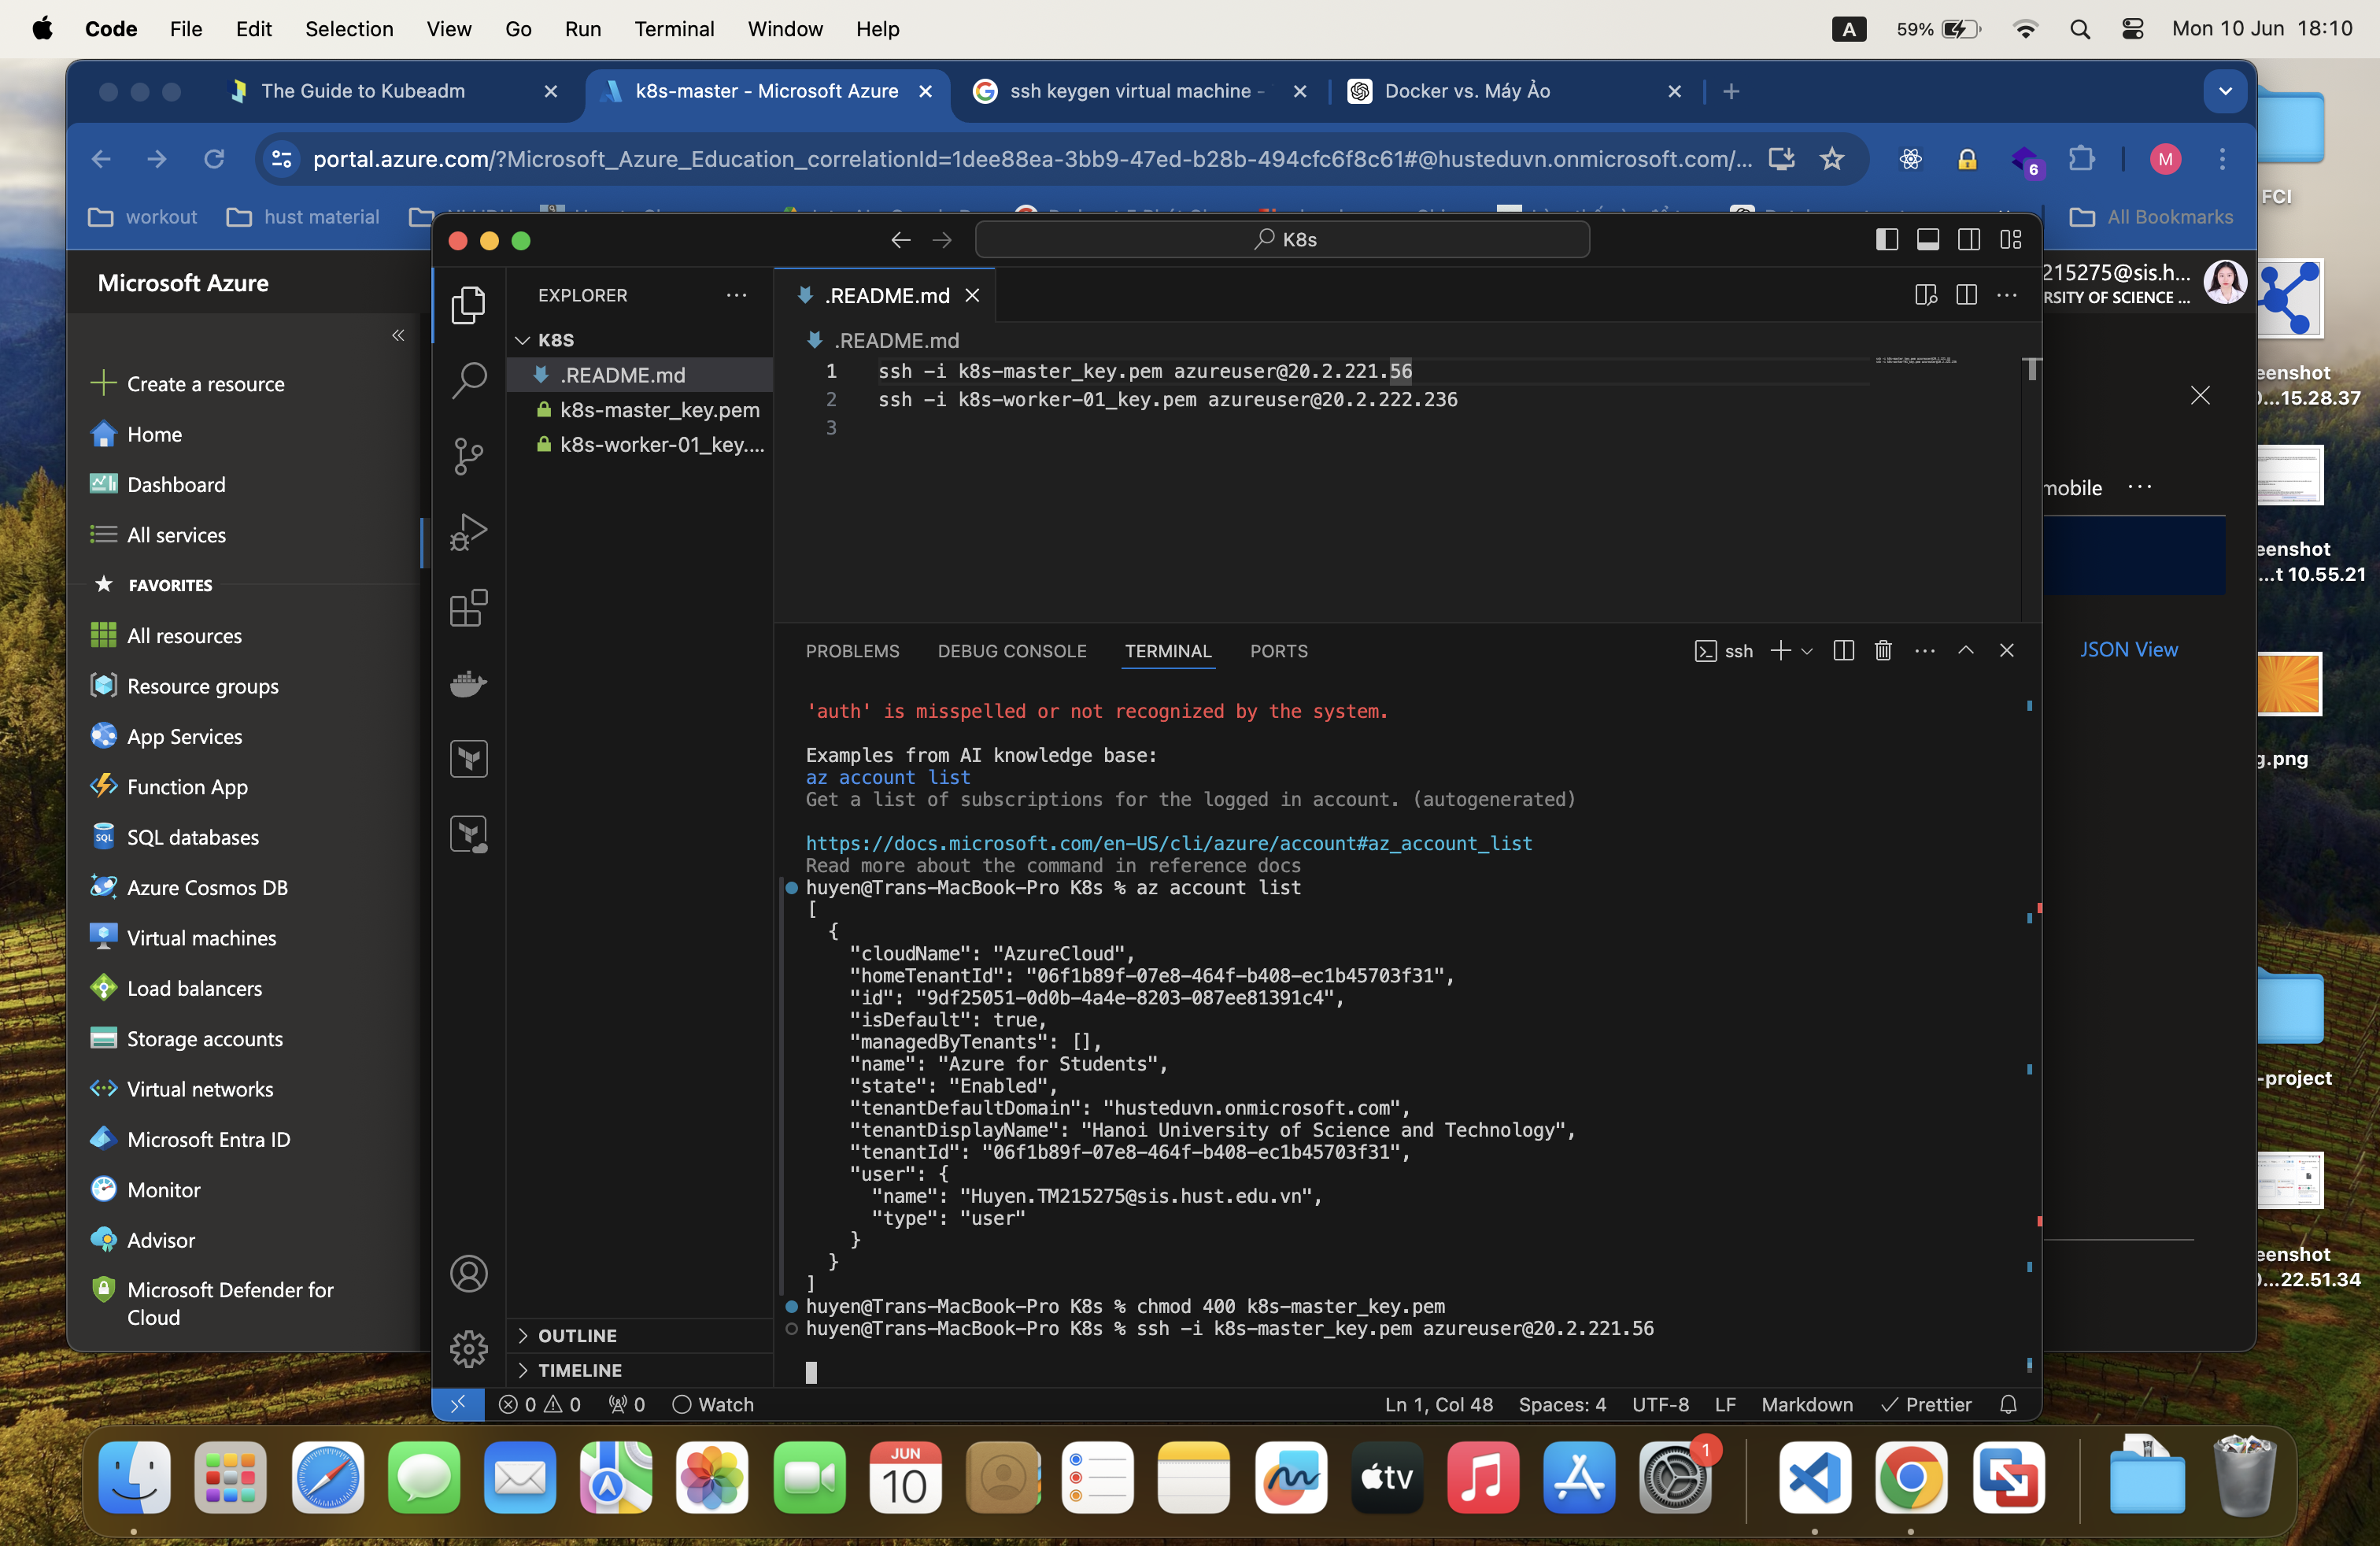 Code File Edit Selection View Go Run Terminal Window Help
A 59% Mon 10 Jun 18:10
The Guide to Kubeadm
k8s-master - Microsoft Azure
ssh keygen virtual machine -
Docker vs. Máy Ảo
portal.azure.com/?Microsoft_Azure_Education_correlationId=1dee88ea-3bb9-47ed-b28b-494cfc6f8c61#@husteduvn.onmicrosoft.com/...
6
M
workout
hust material
All Bookmarks
FCI
K8s
Microsoft Azure
215275@sis.h...
RSITY OF SCIENCE ...
Create a resource
Home
Dashboard
All services
FAVORITES
All resources
Resource groups
App Services
Function App
SQL databases
Azure Cosmos DB
Virtual machines
Load balancers
Storage accounts
Virtual networks
Microsoft Entra ID
Monitor
Advisor
Microsoft Defender for
Cloud
EXPLORER
K8S
.README.md
k8s-master_key.pem
k8s-worker-01_key....
OUTLINE
TIMELINE
.README.md
.README.md
1 ssh -i k8s-master_key.pem azureuser@20.2.221.56
2 ssh -i k8s-worker-01_key.pem azureuser@20.2.222.236
3
PROBLEMS DEBUG CONSOLE TERMINAL PORTS
ssh
'auth' is misspelled or not recognized by the system.
Examples from AI knowledge base:
az account list
Get a list of subscriptions for the logged in account. (autogenerated)
https://docs.microsoft.com/en-US/cli/azure/account#az_account_list
Read more about the command in reference docs
huyen@Trans-MacBook-Pro K8s % az account list
[
{
"cloudName": "AzureCloud",
"homeTenantId": "06f1b89f-07e8-464f-b408-ec1b45703f31",
"id": "9df25051-0d0b-4a4e-8203-087ee81391c4",
"isDefault": true,
"managedByTenants": [],
"name": "Azure for Students",
"state": "Enabled",
"tenantDefaultDomain": "husteduvn.onmicrosoft.com",
"tenantDisplayName": "Hanoi University of Science and Technology",
"tenantId": "06f1b89f-07e8-464f-b408-ec1b45703f31",
"user": {
"name": "Huyen.TM215275@sis.hust.edu.vn",
"type": "user"
}
}
]
huyen@Trans-MacBook-Pro K8s % chmod 400 k8s-master_key.pem
huyen@Trans-MacBook-Pro K8s % ssh -i k8s-master_key.pem azureuser@20.2.221.56
0 0 0 Watch
Ln 1, Col 48 Spaces: 4 UTF-8 LF Markdown Prettier
mobile
JSON View
eenshot
...15.28.37
eenshot
...t 10.55.21
g.png
-project
eenshot
...22.51.34
JUN
10
tv
1